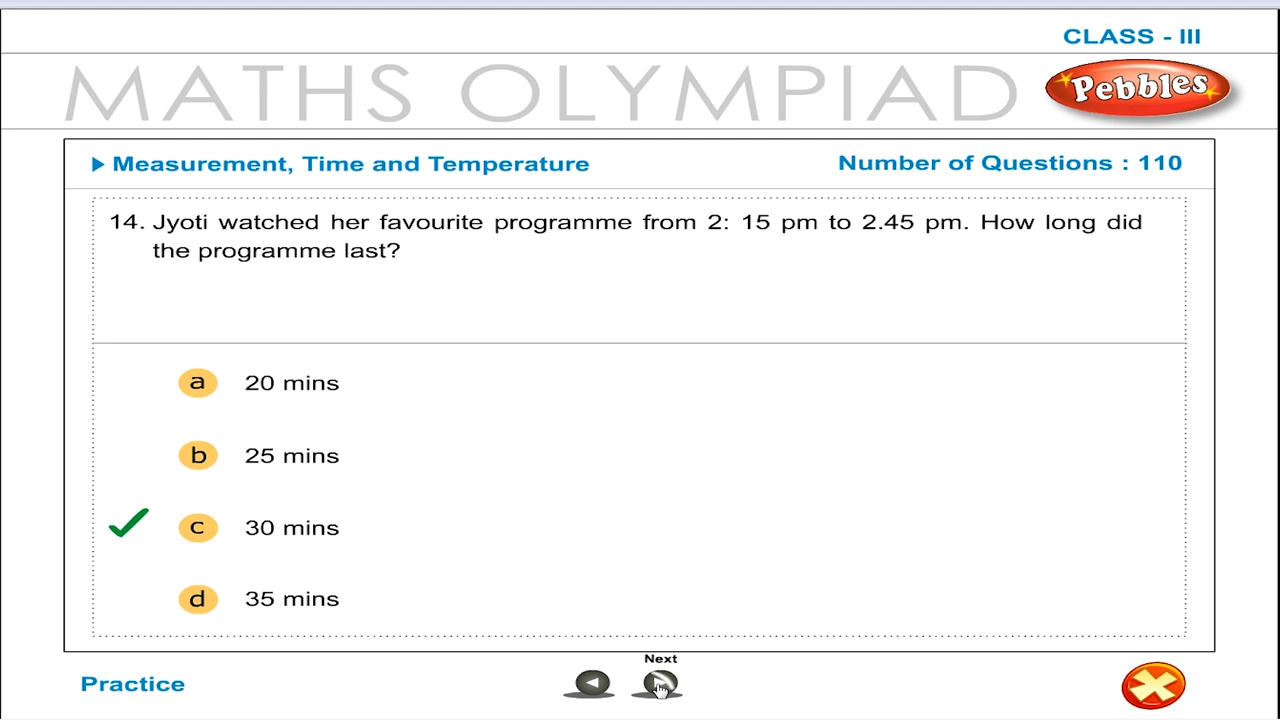 CLASS - III
MATHS OLYMPIAD
Pebbles
Measurement, Time and Temperature
Number of Questions : 110
14. Jyoti watched her favourite programme from 2: 15 pm to 2.45 pm. How long did
the programme last?
a 20 mins
b 25 mins
c 30 mins
d 35 mins
Next
Practice